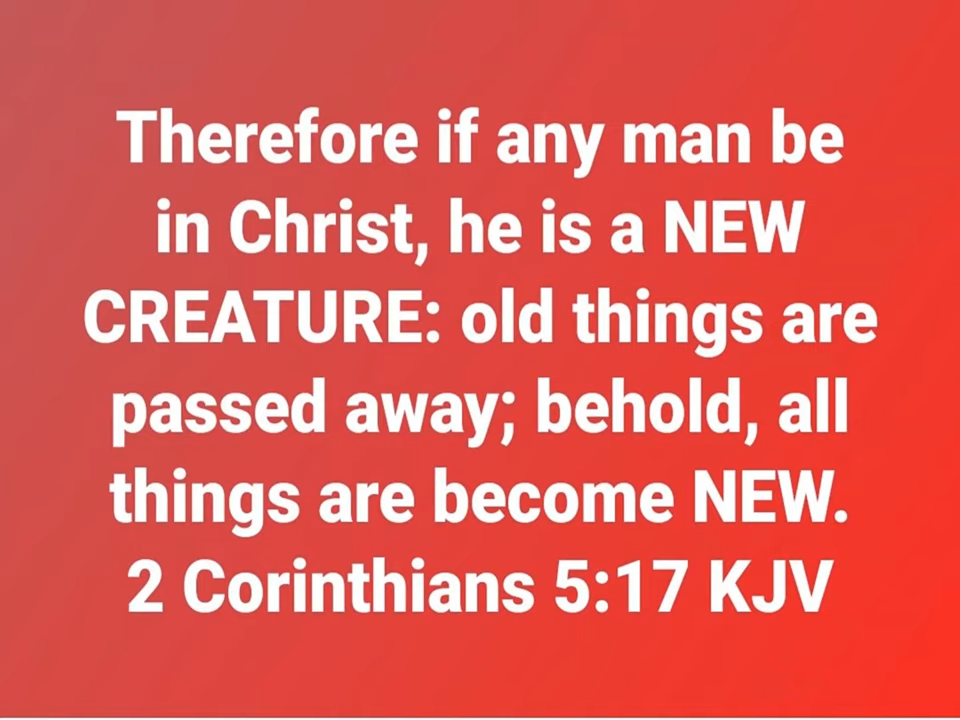 Therefore if any man be
in Christ, he is a NEW
CREATURE: old things are
passed away; behold, all
things are become NEW.
2 Corinthians 5:17 KJV